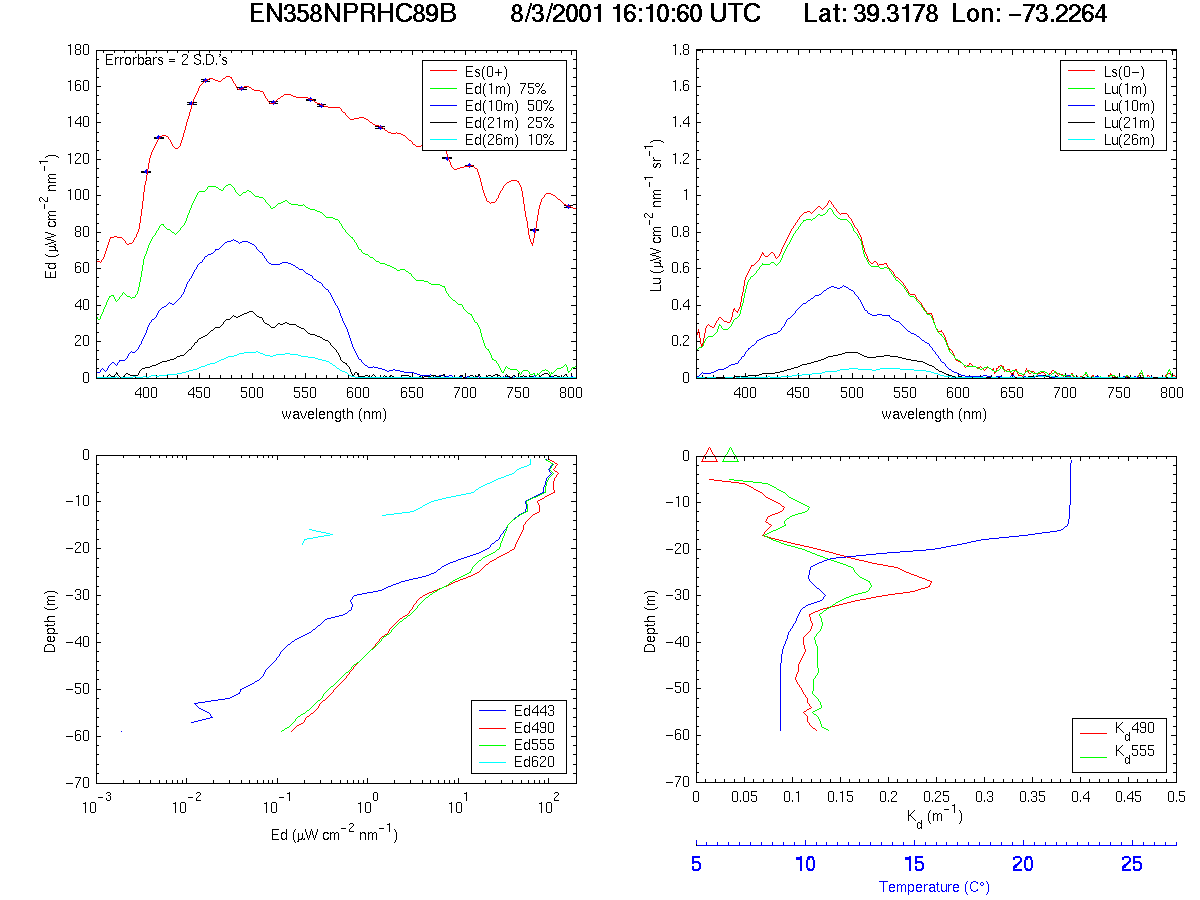 EN358NPRHC89B 8/3/2001 16:10:60 UTC Lat: 39.3178 Lon: −73.2264
Errorbars = 2 S.D.'s
Es(0+)
Ed(1m) 75%
Ed(10m) 50%
Ed(21m) 25%
Ed(26m) 10%
180
160
140
120
100
80
60
40
20
0
Ed (µW cm−2 nm−1)
400 450 500 550 600 650 700 750 800
wavelength (nm)
Ls(0−)
Lu(1m)
Lu(10m)
Lu(21m)
Lu(26m)
1.8
1.6
1.4
1.2
1
0.8
0.6
0.4
0.2
0
Lu (µW cm−2 nm−1 sr−1)
400 450 500 550 600 650 700 750 800
wavelength (nm)
0
−10
−20
−30
−40
−50
−60
−70
Depth (m)
Ed443
Ed490
Ed555
Ed620
10−3 10−2 10−1 100 101 102
Ed (µW cm−2 nm−1)
0
−10
−20
−30
−40
−50
−60
−70
Depth (m)
Kd490
Kd555
0 0.05 0.1 0.15 0.2 0.25 0.3 0.35 0.4 0.45 0.5
Kd (m−1)
5 10 15 20 25
Temperature (C°)